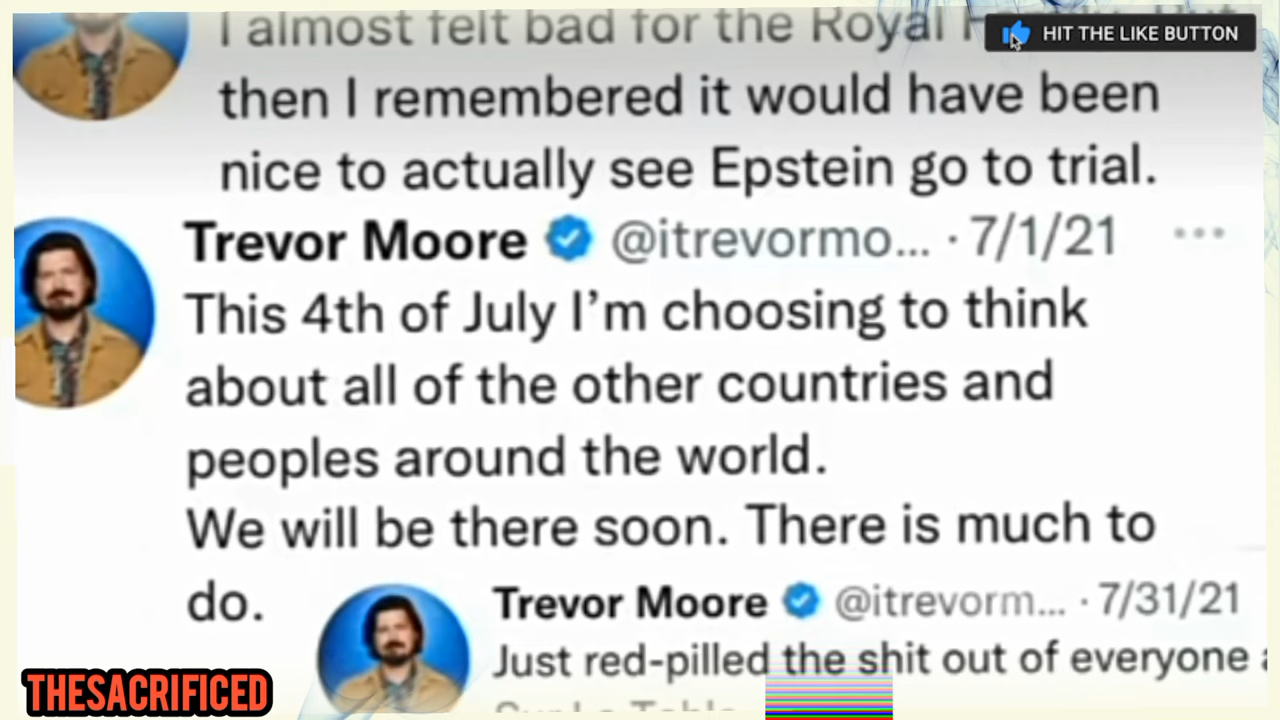 I almost felt bad for the Royal
HIT THE LIKE BUTTON
then I remembered it would have been
nice to actually see Epstein go to trial.
Trevor Moore @itrevormo... · 7/1/21 ...
This 4th of July I'm choosing to think
about all of the other countries and
peoples around the world.
We will be there soon. There is much to
do.
Trevor Moore @itrevorm... · 7/31/21
Just red-pilled the shit out of everyone
THESACRIFICED